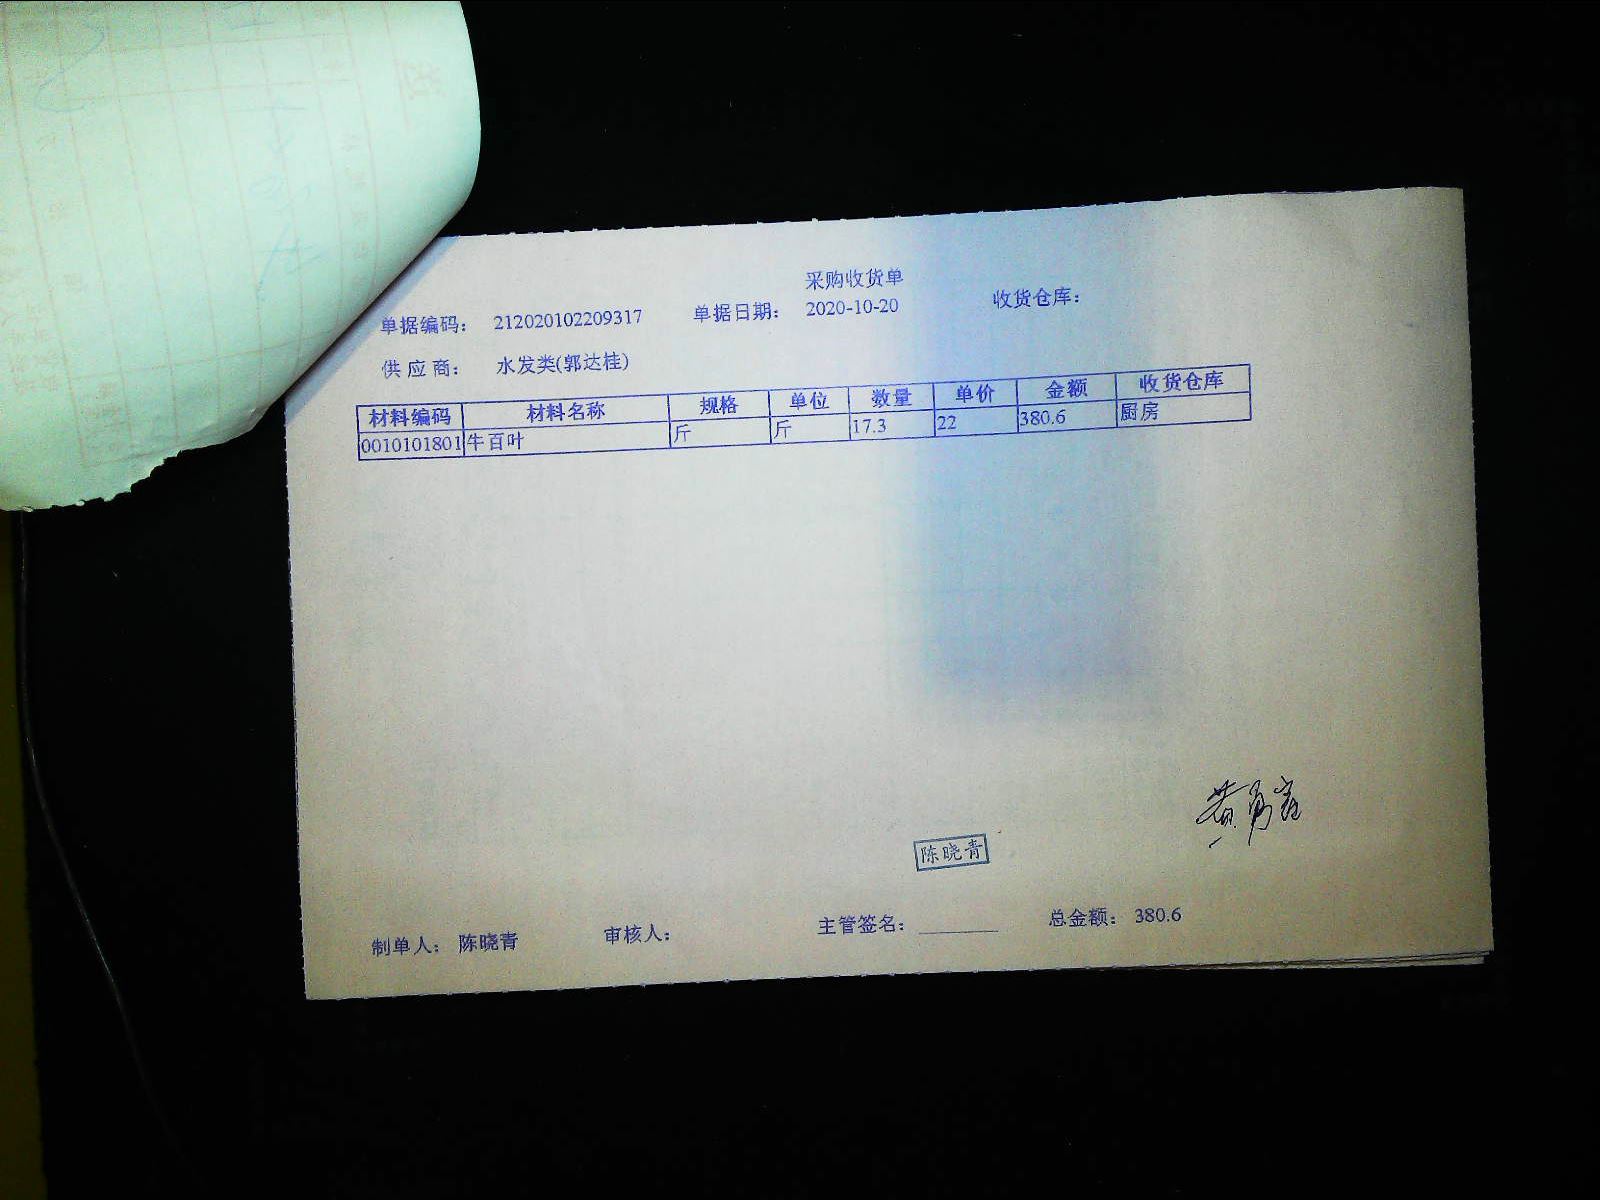 采购收货单
单据编码： 212020102209317 单据日期： 2020-10-20 收货仓库：
供应商： 水发类(郭达桂)
材料编码 材料名称 规格 单位 数量 单价 金额 收货仓库
0010101801 牛百叶 斤 斤 17.3 22 380.6 厨房
陈晓青
制单人： 陈晓青 审核人： 主管签名： 总金额： 380.6